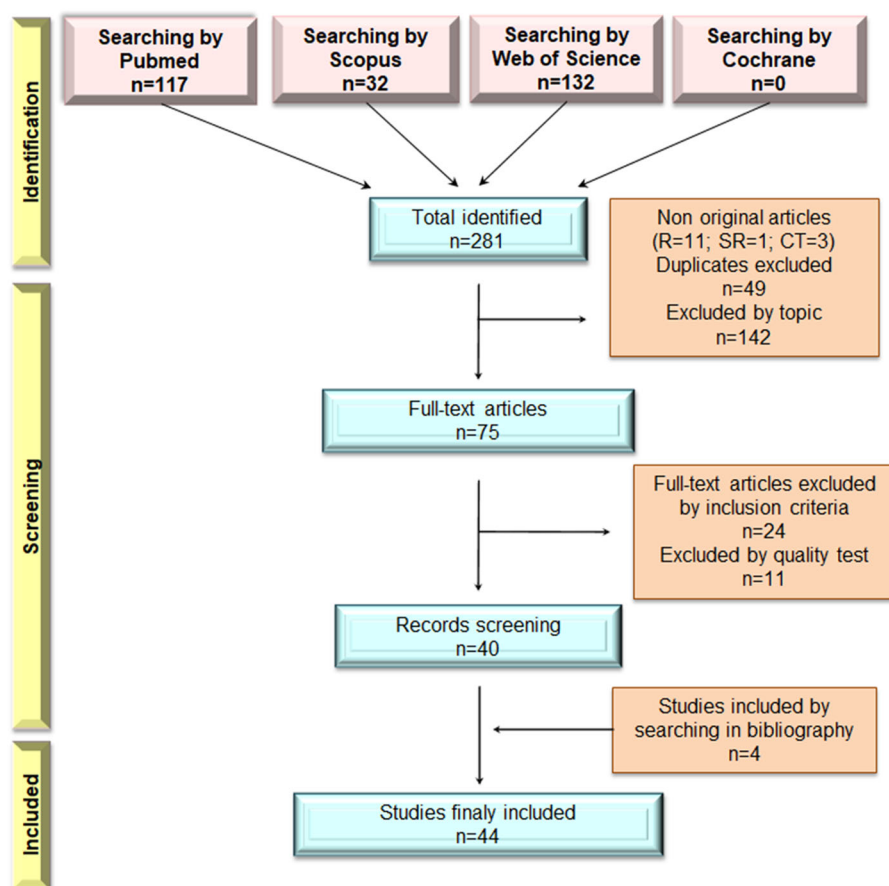 Searching by
Pubmed
n=117
Searching by
Scopus
n=32
Searching by
Web of Science
n=132
Searching by
Cochrane
n=0
Identification
Total identified
n=281
Non original articles
(R=11; SR=1; CT=3)
Duplicates excluded
n=49
Excluded by topic
n=142
Screening
Full-text articles
n=75
Full-text articles excluded
by inclusion criteria
n=24
Excluded by quality test
n=11
Records screening
n=40
Studies included by
searching in bibliography
n=4
Included
Studies finaly included
n=44